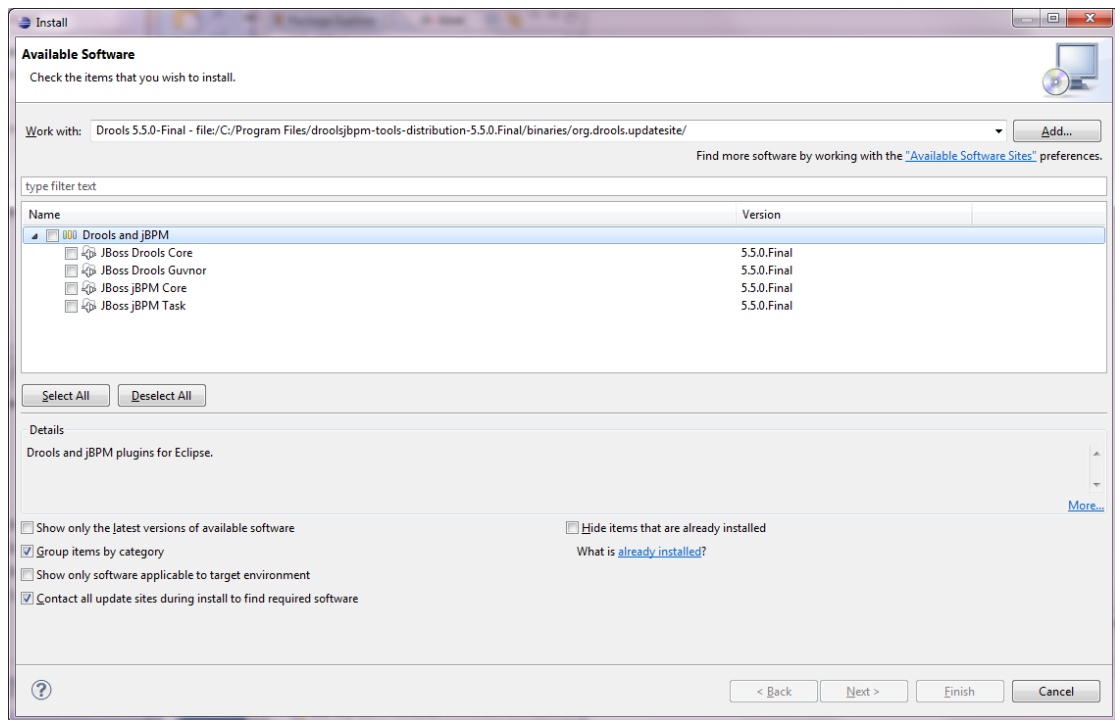 Install
Available Software
Check the items that you wish to install.
Work with: Drools 5.5.0-Final - file:/C:/Program Files/droolsjbpm-tools-distribution-5.5.0.Final/binaries/org.drools.updatesite/ Add...
Find more software by working with the "Available Software Sites" preferences.
type filter text
Name Version
Drools and jBPM
JBoss Drools Core 5.5.0.Final
JBoss Drools Guvnor 5.5.0.Final
JBoss jBPM Core 5.5.0.Final
JBoss jBPM Task 5.5.0.Final
Select All Deselect All
Details
Drools and jBPM plugins for Eclipse.
More...
Show only the latest versions of available software Hide items that are already installed
Group items by category What is already installed?
Show only software applicable to target environment
Contact all update sites during install to find required software
? < Back Next > Finish Cancel